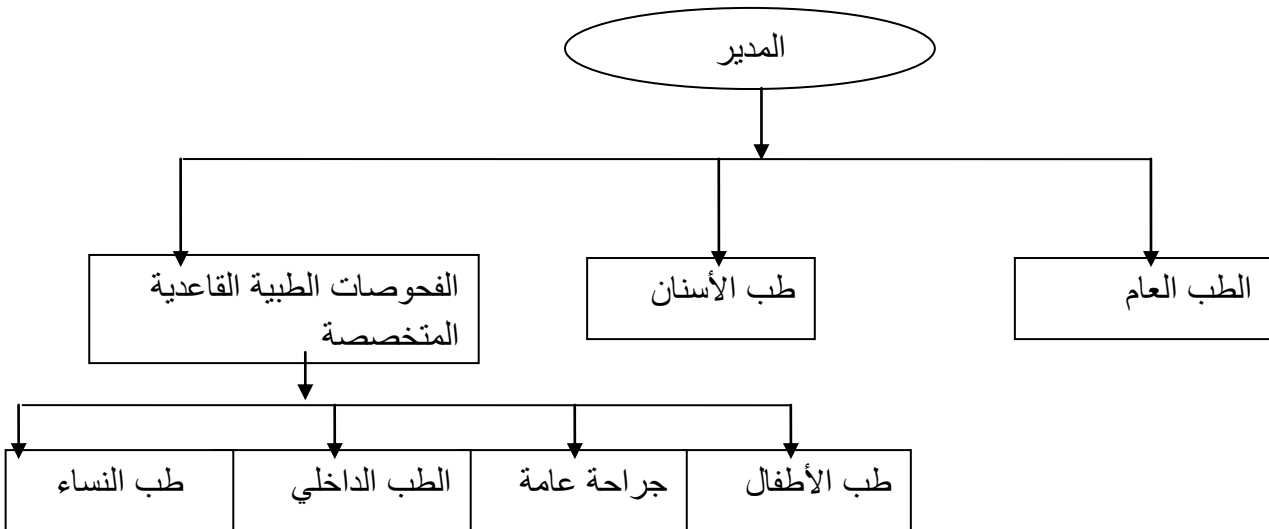 المدير
الطب العام
طب الأسنان
الفحوصات الطبية القاعدية
المتخصصة
طب الأطفال
جراحة عامة
الطب الداخلي
طب النساء